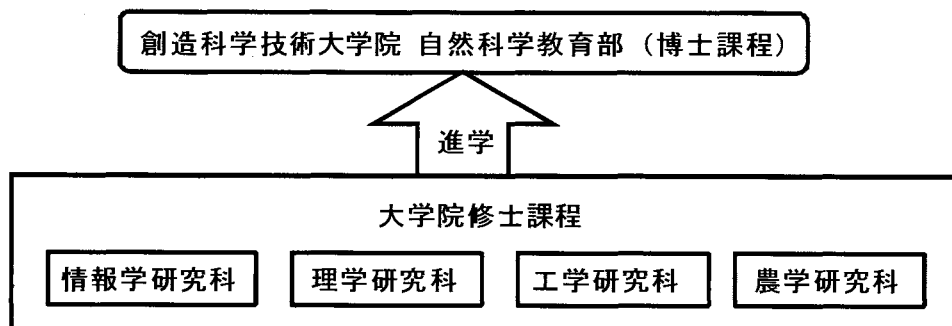 創造科学技術大学院 自然科学教育部（博士課程）
進学
大学院修士課程
情報学研究科 理学研究科 工学研究科 農学研究科